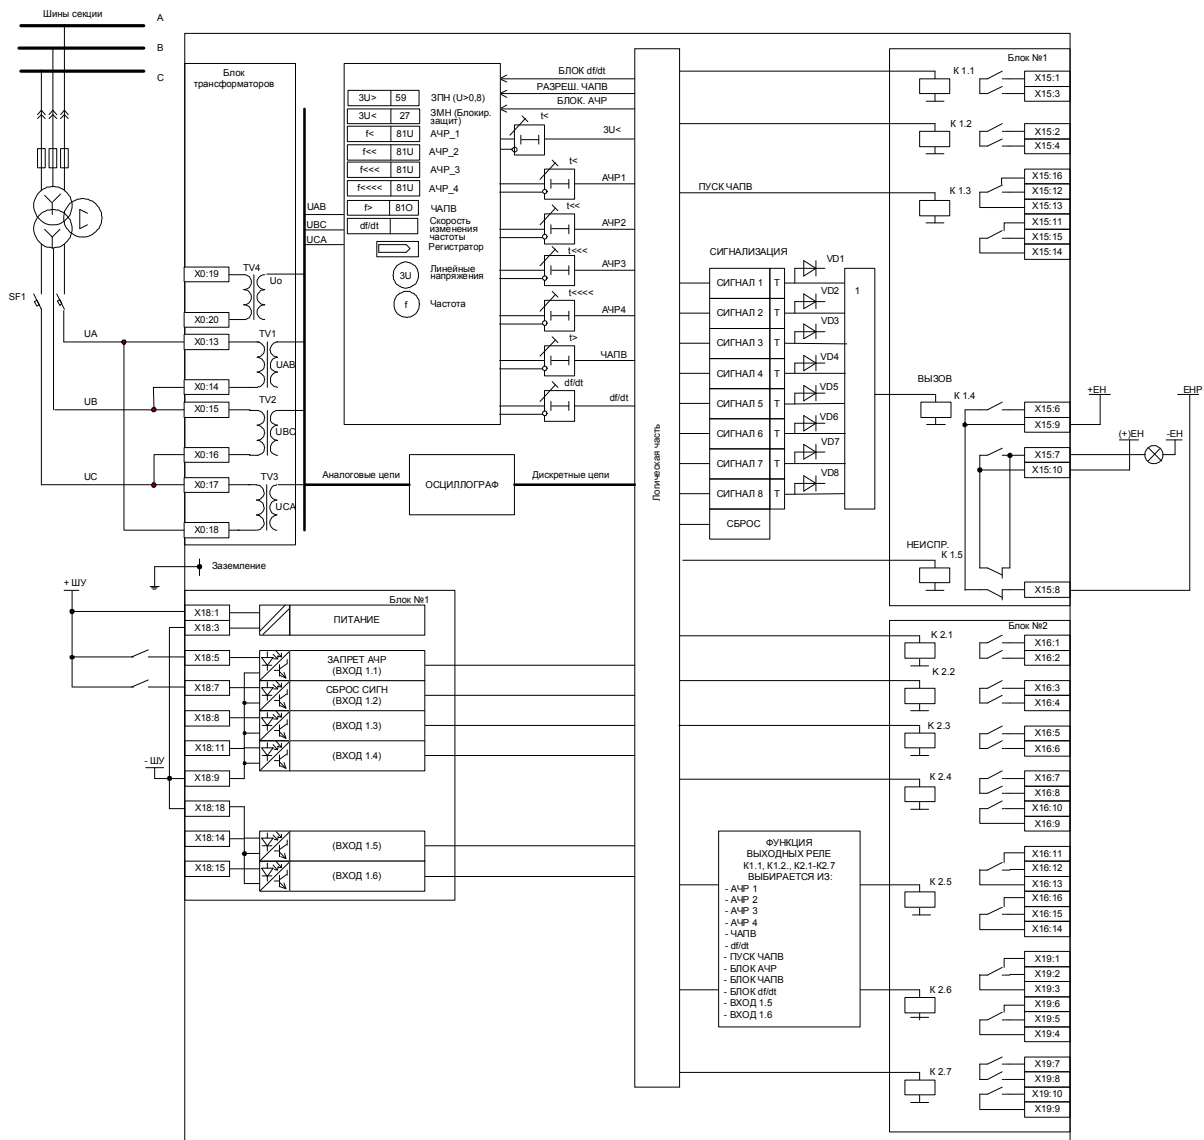 Шины секции
A
B
C
SF1
UA
UB
UC
Блок
трансформаторов
X0:19
X0:20
X0:13
X0:14
X0:15
X0:16
X0:17
X0:18
TV4
Uo
TV1
UAB
TV2
UBC
TV3
UCA
UAB
UBC
UCA
3U> 59 ЗПН (U>0,8)
3U< 27 ЗМН (Блокир.
защит)
f< 81U АЧР_1
f<< 81U АЧР_2
f<<< 81U АЧР_3
f<<<< 81U АЧР_4
f> 81O ЧАПВ
df/dt Скорость
изменения
частоты
Регистратор
3U Линейные
напряжения
f Частота
БЛОК df/dt
РАЗРЕШ. ЧАПВ
БЛОК. АЧР
t<
3U<
t<
АЧР1
t<<
АЧР2
t<<<
АЧР3
t<<<<
АЧР4
t>
ЧАПВ
df/dt
df/dt
Аналоговые цепи
ОСЦИЛЛОГРАФ
Дискретные цепи
Логическая часть
ПУСК ЧАПВ
СИГНАЛИЗАЦИЯ
СИГНАЛ 1 T VD1
СИГНАЛ 2 T VD2
СИГНАЛ 3 T VD3
СИГНАЛ 4 T VD4
СИГНАЛ 5 T VD5
СИГНАЛ 6 T VD6
СИГНАЛ 7 T VD7
СИГНАЛ 8 T VD8
СБРОС
1
ВЫЗОВ
НЕИСПР.
Блок №1
K 1.1
X15:1
X15:3
K 1.2
X15:2
X15:4
K 1.3
X15:16
X15:12
X15:13
X15:11
X15:15
X15:14
K 1.4
X15:6
X15:9
X15:7
X15:10
K 1.5
X15:8
+ЕН
ЕНР
(+)ЕН
-ЕН
Заземление
+ ШУ
- ШУ
Блок №1
X18:1
X18:3
ПИТАНИЕ
X18:5
ЗАПРЕТ АЧР
(ВХОД 1.1)
X18:7
СБРОС СИГН
(ВХОД 1.2)
X18:8
(ВХОД 1.3)
X18:11
(ВХОД 1.4)
X18:9
X18:18
X18:14
(ВХОД 1.5)
X18:15
(ВХОД 1.6)
ФУНКЦИЯ
ВЫХОДНЫХ РЕЛЕ
К1.1, К1.2., К2.1-К2.7
ВЫБИРАЕТСЯ ИЗ:
- АЧР 1
- АЧР 2
- АЧР 3
- АЧР 4
- ЧАПВ
- df/dt
- ПУСК ЧАПВ
- БЛОК АЧР
- БЛОК ЧАПВ
- БЛОК df/dt
- ВХОД 1.5
- ВХОД 1.6
Блок №2
K 2.1
X16:1
X16:2
K 2.2
X16:3
X16:4
K 2.3
X16:5
X16:6
K 2.4
X16:7
X16:8
X16:10
X16:9
K 2.5
X16:11
X16:12
X16:13
X16:16
X16:15
X16:14
K 2.6
X19:1
X19:2
X19:3
X19:6
X19:5
X19:4
K 2.7
X19:7
X19:8
X19:10
X19:9